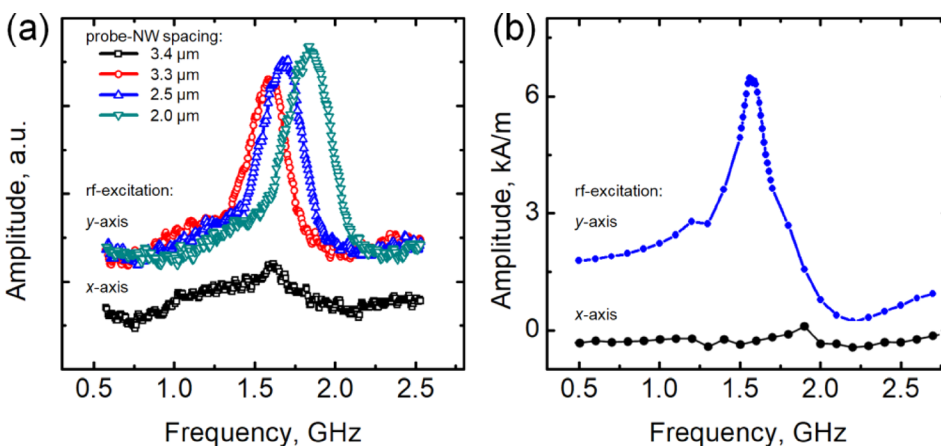 (a)
probe-NW spacing:
3.4 µm
3.3 µm
2.5 µm
2.0 µm
rf-excitation:
y-axis
x-axis
Amplitude, a.u.
0.5 1.0 1.5 2.0 2.5
Frequency, GHz
(b)
6
3
0
rf-excitation:
y-axis
x-axis
Amplitude, kA/m
0.5 1.0 1.5 2.0 2.5
Frequency, GHz